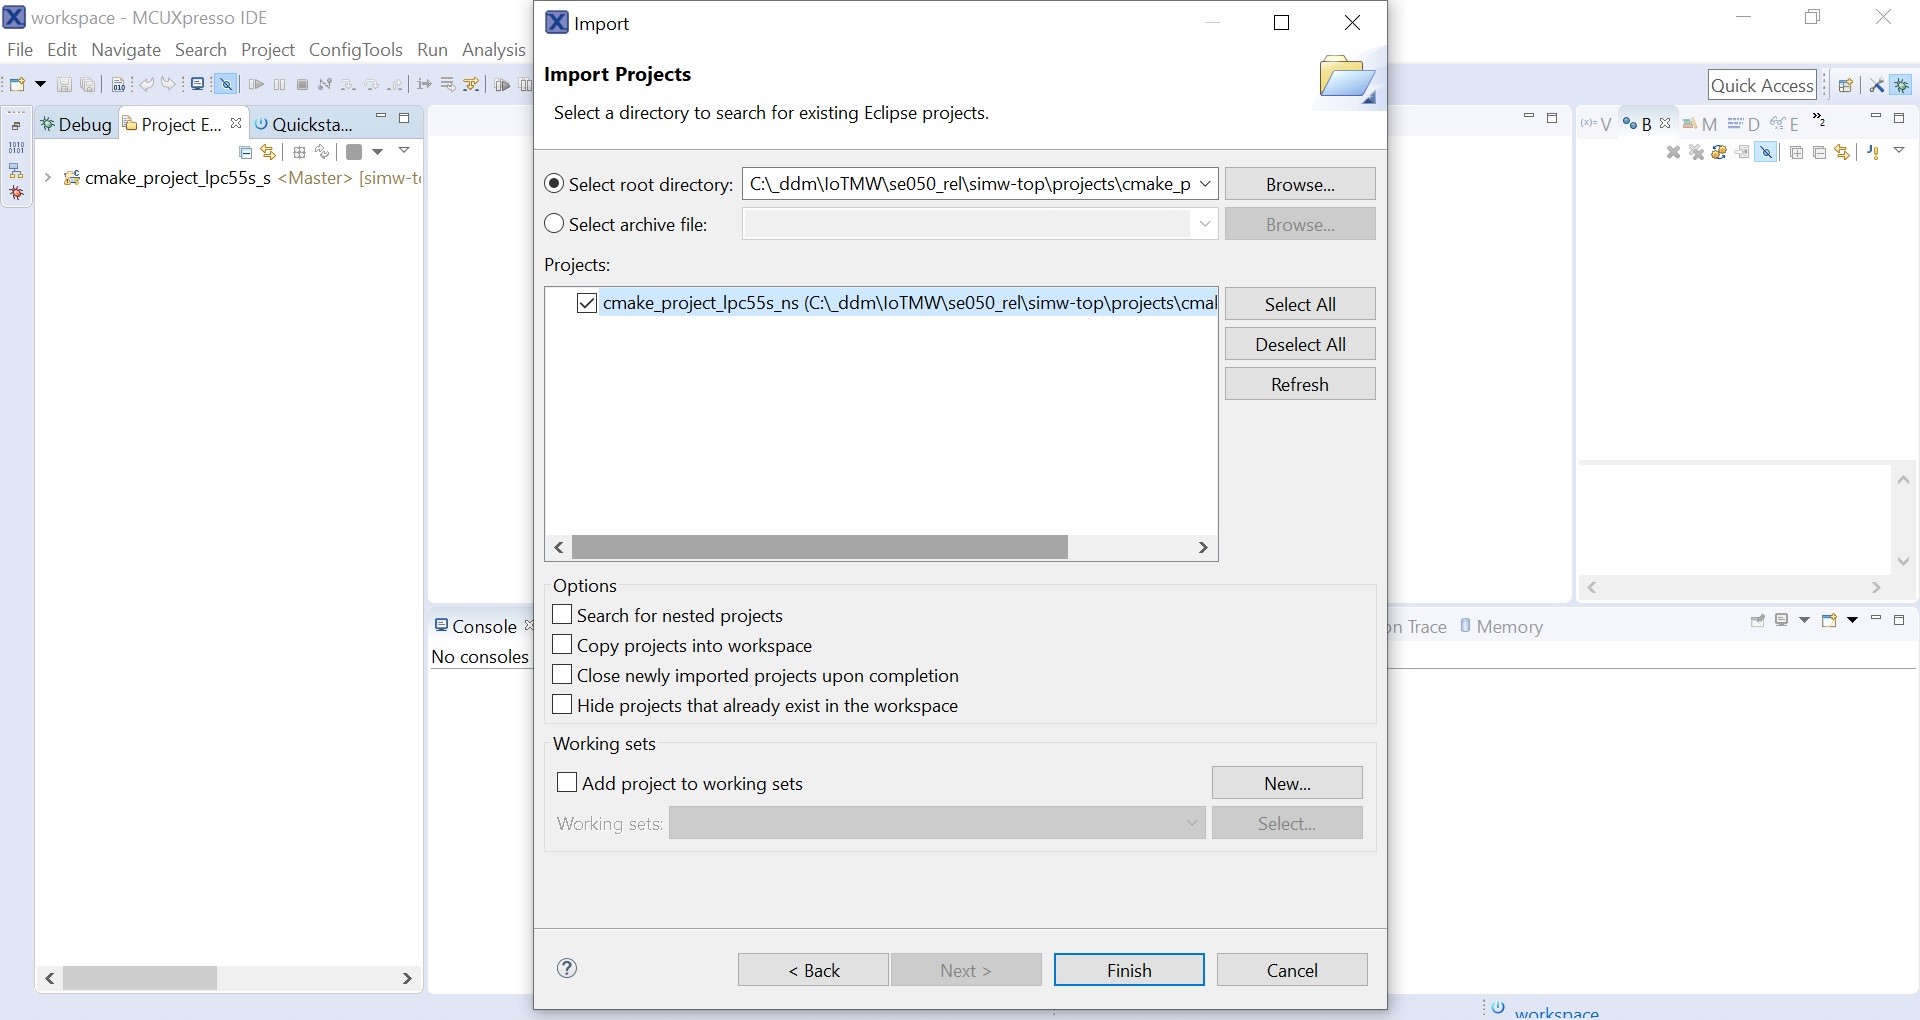 workspace - MCUXpresso IDE
File Edit Navigate Search Project ConfigTools Run Analysis
Quick Access
Debug Project E... Quicksta...
cmake_project_lpc55s_s <Master> [simw-t
Import
Import Projects
Select a directory to search for existing Eclipse projects.
Select root directory: C:\_ddm\IoTMW\se050_rel\simw-top\projects\cmake_p Browse...
Select archive file: Browse...
Projects:
cmake_project_lpc55s_ns (C:\_ddm\IoTMW\se050_rel\simw-top\projects\cmal
Select All
Deselect All
Refresh
Options
Search for nested projects
Copy projects into workspace
Close newly imported projects upon completion
Hide projects that already exist in the workspace
Working sets
Add project to working sets New...
Working sets: Select...
< Back Next > Finish Cancel
(x)= V B M D E »2
Console
No consoles
on Trace Memory
workspace